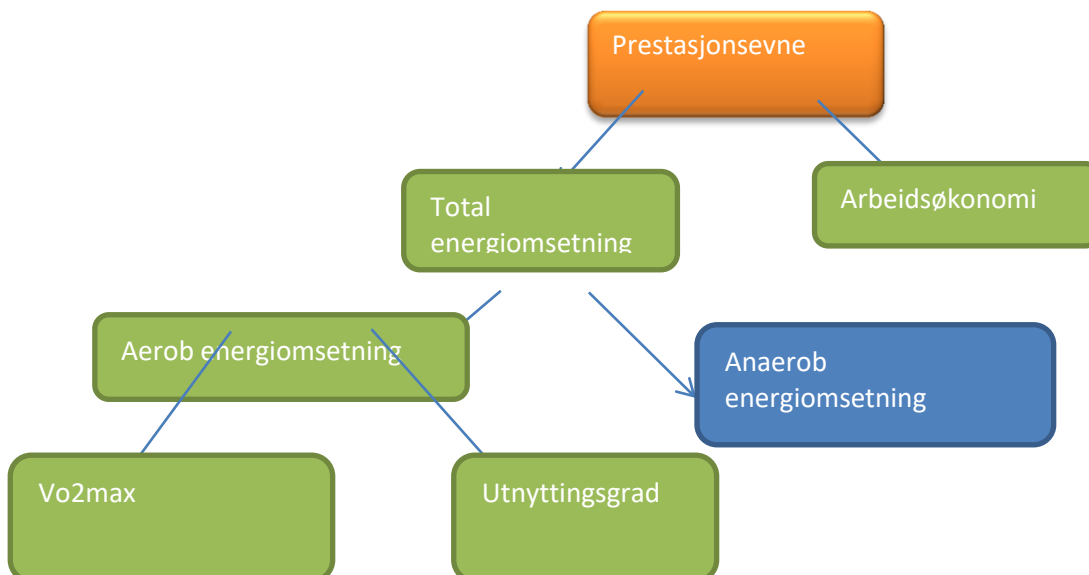 Prestasjonsevne
Total
energiomsetning
Arbeidsøkonomi
Aerob energiomsetning
Anaerob
energiomsetning
Vo2max
Utnyttingsgrad